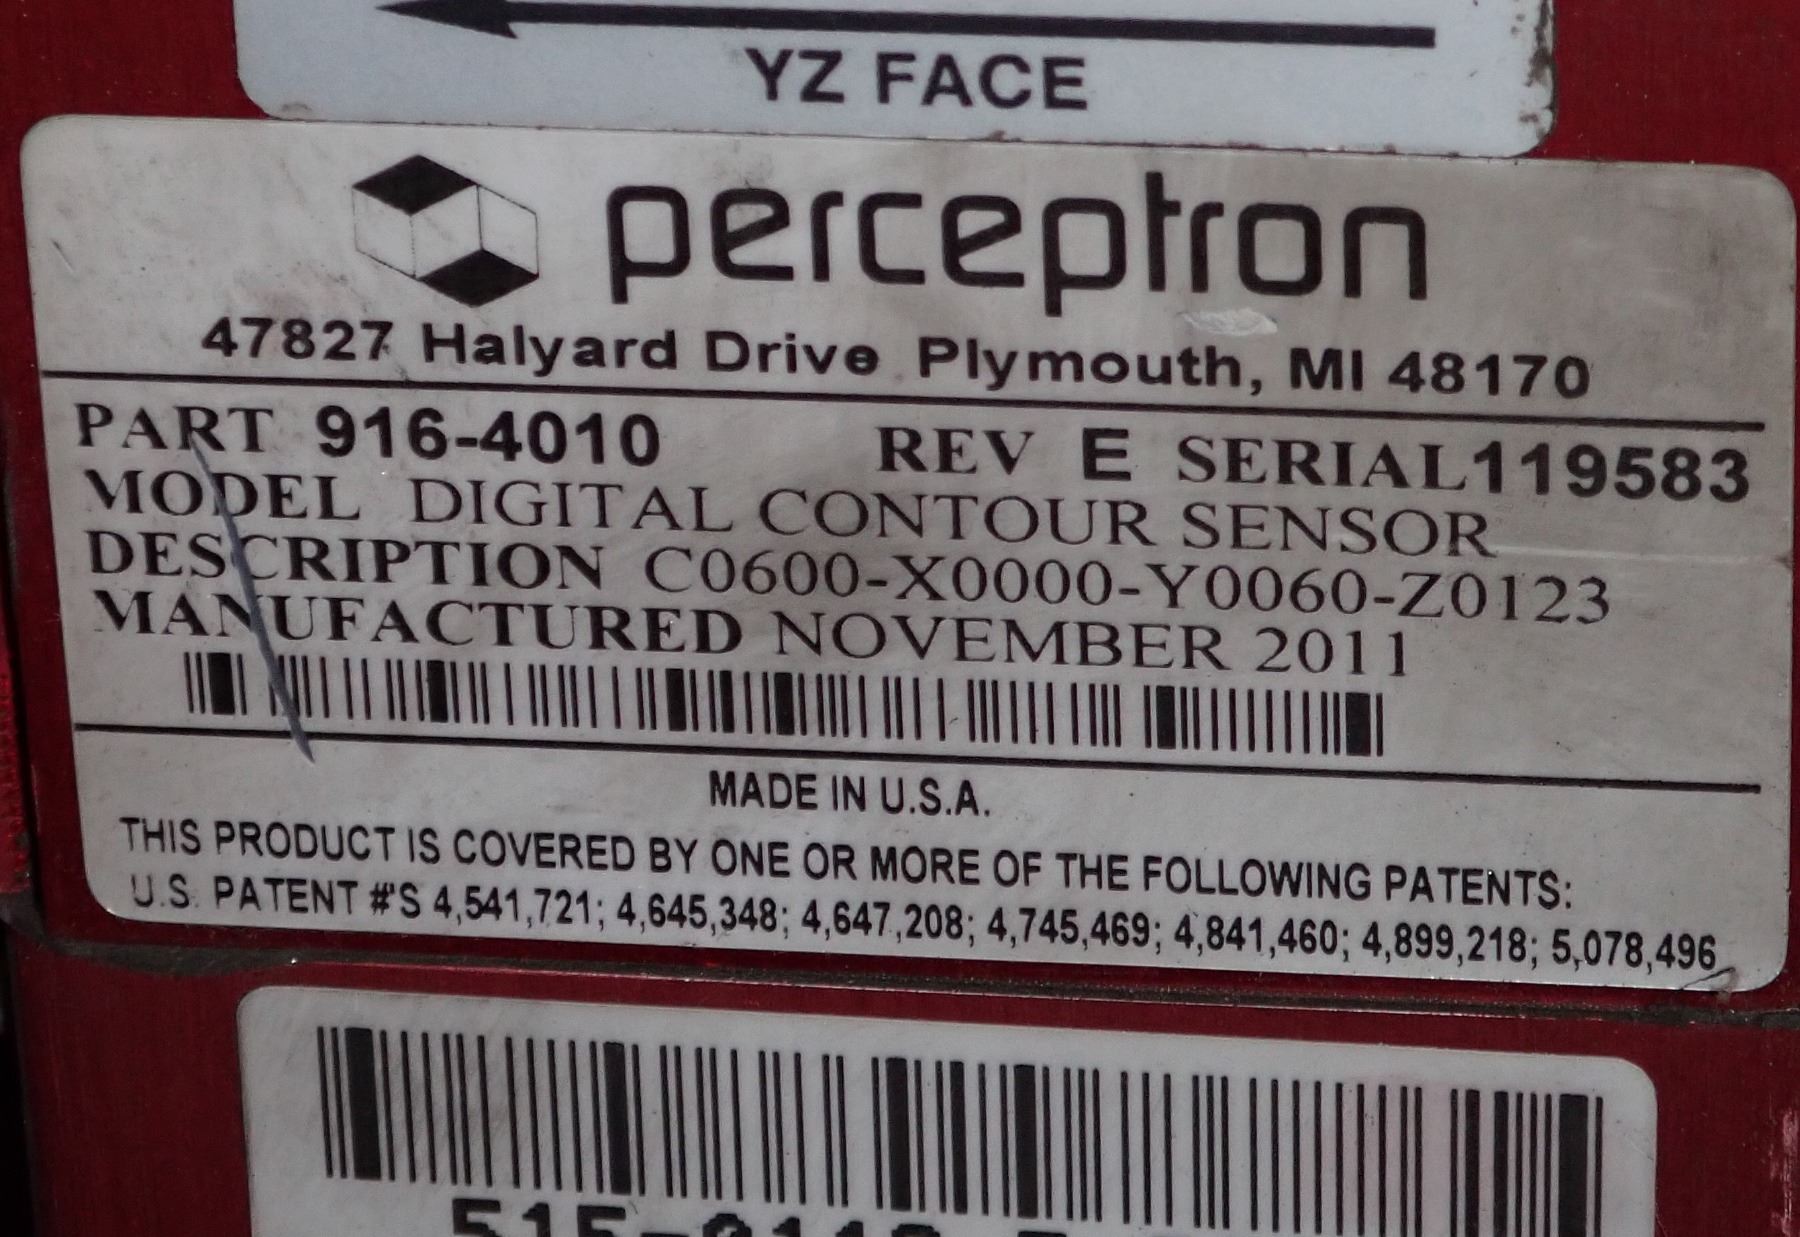 YZ FACE
perceptron
47827 Halyard Drive Plymouth, MI 48170
PART 916-4010 REV E SERIAL119583
MODEL DIGITAL CONTOUR SENSOR
DESCRIPTION C0600-X0000-Y0060-Z0123
MANUFACTURED NOVEMBER 2011
MADE IN U.S.A.
THIS PRODUCT IS COVERED BY ONE OR MORE OF THE FOLLOWING PATENTS:
U.S. PATENT #'S 4,541,721; 4,645,348; 4,647,208; 4,745,469; 4,841,460; 4,899,218; 5,078,496